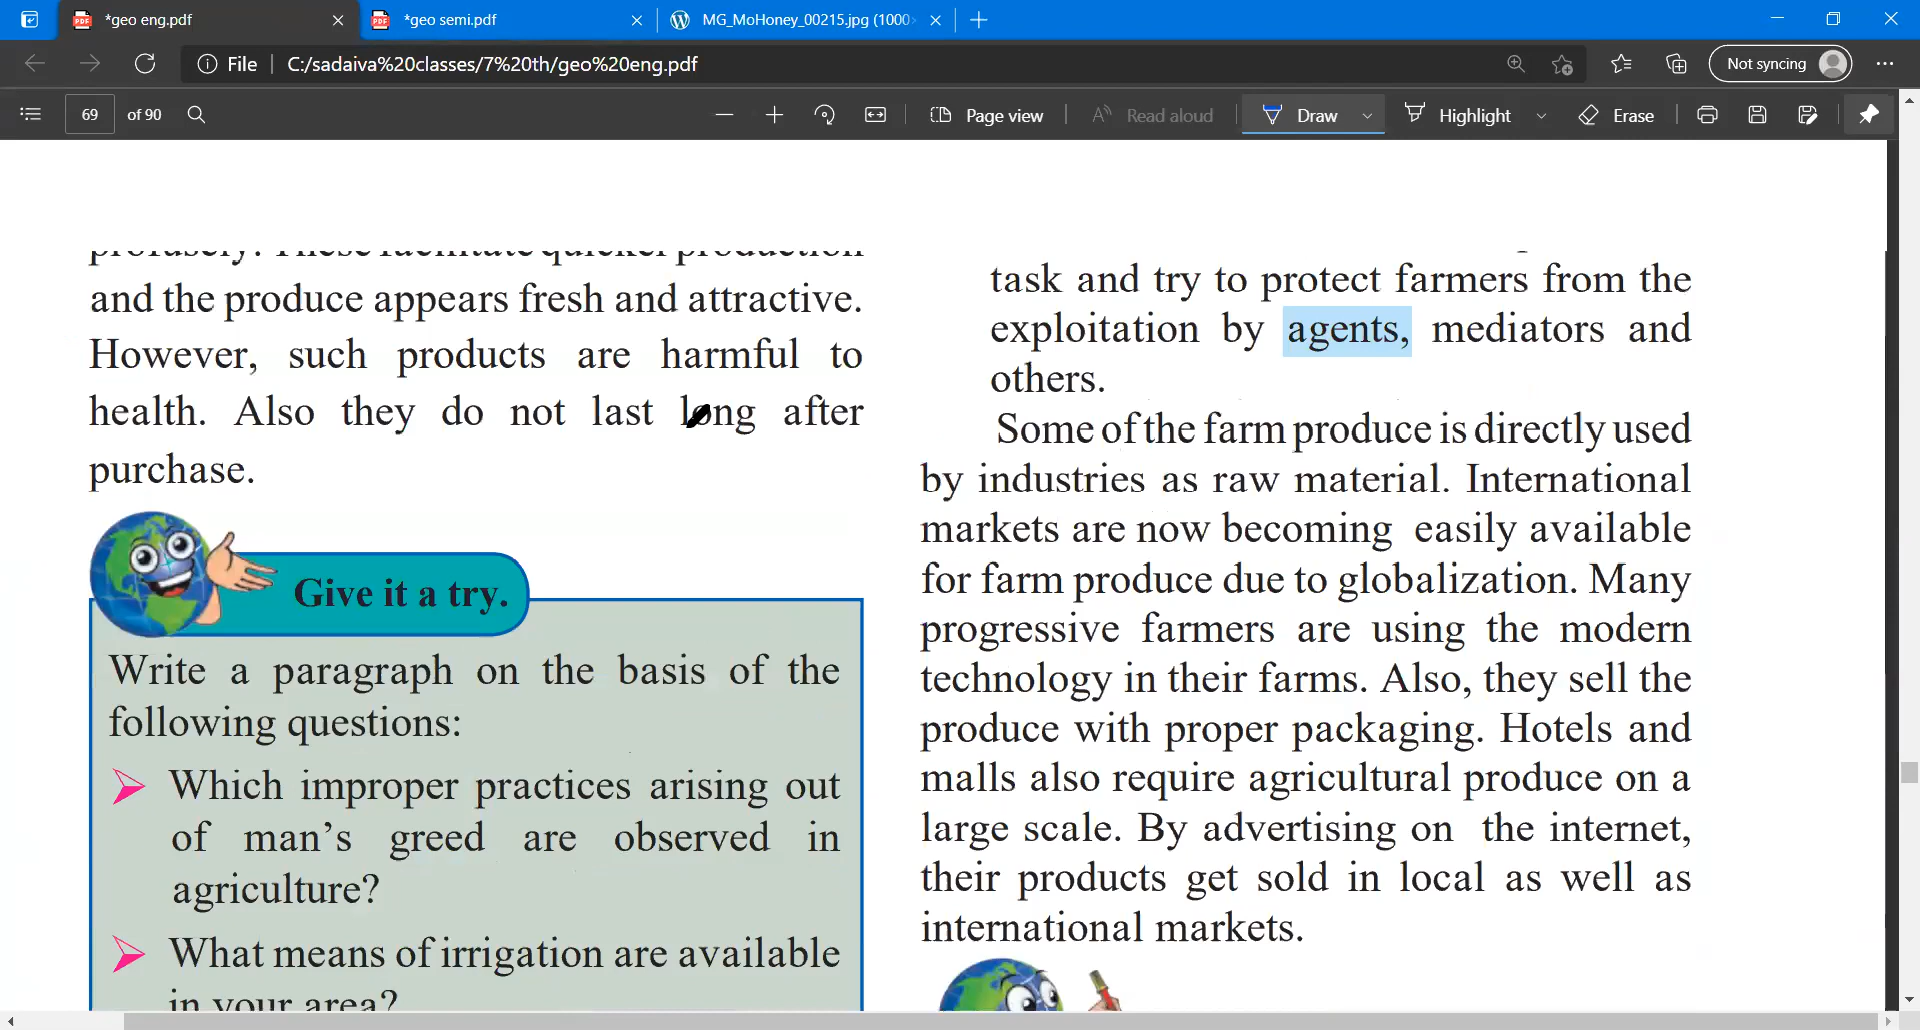 *geo eng.pdf
*geo semi.pdf
MG_MoHoney_00215.jpg (1000
File
C:/sadaiva%20classes/7%20th/geo%20eng.pdf
Not syncing
69 of 90
Page view
Read aloud
Draw
Highlight
Erase
profusely. These facilitate quicker production
and the produce appears fresh and attractive.
However, such products are harmful to
health. Also they do not last long after
purchase.
Give it a try.
Write a paragraph on the basis of the
following questions:
Which improper practices arising out
of man's greed are observed in
agriculture?
What means of irrigation are available
in your area?
task and try to protect farmers from the
exploitation by agents, mediators and
others.
Some of the farm produce is directly used
by industries as raw material. International
markets are now becoming easily available
for farm produce due to globalization. Many
progressive farmers are using the modern
technology in their farms. Also, they sell the
produce with proper packaging. Hotels and
malls also require agricultural produce on a
large scale. By advertising on the internet,
their products get sold in local as well as
international markets.